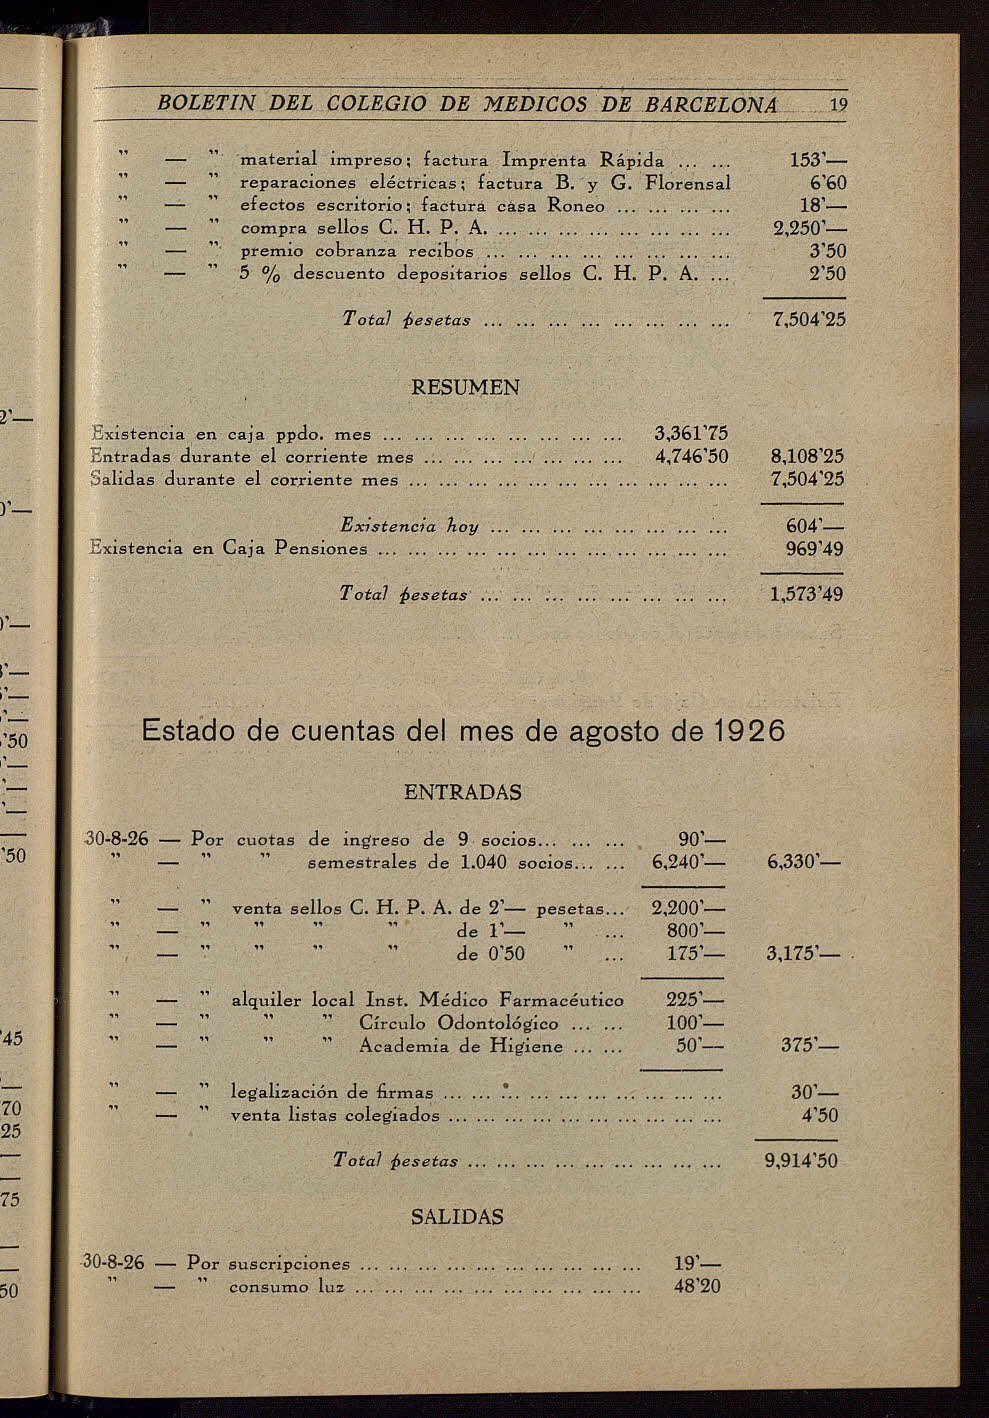 BOLETIN DEL COLEGIO DE MEDICOS DE BARCELONA 19
" — " material impreso; factura Imprenta Rápida ... ... 153'—
" — " reparaciones eléctricas; factura B. y G. Florensal 6'60
" — " efectos escritorio; factura casa Roneo ... ... ... ... 18'—
" — " compra sellos C. H. P. A. ... ... ... ... ... ... ... ... 2,250'—
" — " premio cobranza recibos ... ... ... ... ... ... ... ... 3'50
" — " 5 % descuento depositarios sellos C. H. P. A. ... 2'50
Total pesetas ... ... ... ... ... ... ... ... 7,504'25
RESUMEN
Existencia en caja ppdo. mes ... ... ... ... ... ... ... ... 3,361'75
Entradas durante el corriente mes ... ... ... ... ... ... ... 4,746'50 8,108'25
Salidas durante el corriente mes ... ... ... ... ... ... ... ... ... ... ... 7,504'25
Existencia hoy ... ... ... ... ... ... ... ... 604'—
Existencia en Caja Pensiones ... ... ... ... ... ... ... ... ... ... ... ... 969'49
Total pesetas ... ... ... ... ... ... ... ... 1,573'49
Estado de cuentas del mes de agosto de 1926
ENTRADAS
30-8-26 — Por cuotas de ingreso de 9 socios... ... ... 90'—
" — " " semestrales de 1.040 socios... ... 6,240'— 6,330'—
" — " venta sellos C. H. P. A. de 2'— pesetas... 2,200'—
" — " " " " de 1'— " ... 800'—
" — " " " " de 0'50 " ... 175'— 3,175'—
" — " alquiler local Inst. Médico Farmacéutico 225'—
" — " " " Círculo Odontológico ... ... 100'—
" — " " " Academia de Higiene ... ... 50'— 375'—
" — " legalización de firmas ... ... ... ... ... ... ... ... ... ... 30'—
" — " venta listas colegiados ... ... ... ... ... ... ... ... ... ... 4'50
Total pesetas ... ... ... ... ... ... ... ... ... 9,914'50
SALIDAS
30-8-26 — Por suscripciones ... ... ... ... ... ... ... ... ... ... 19'—
" — " consumo luz ... ... ... ... ... ... ... ... ... ... 48'20